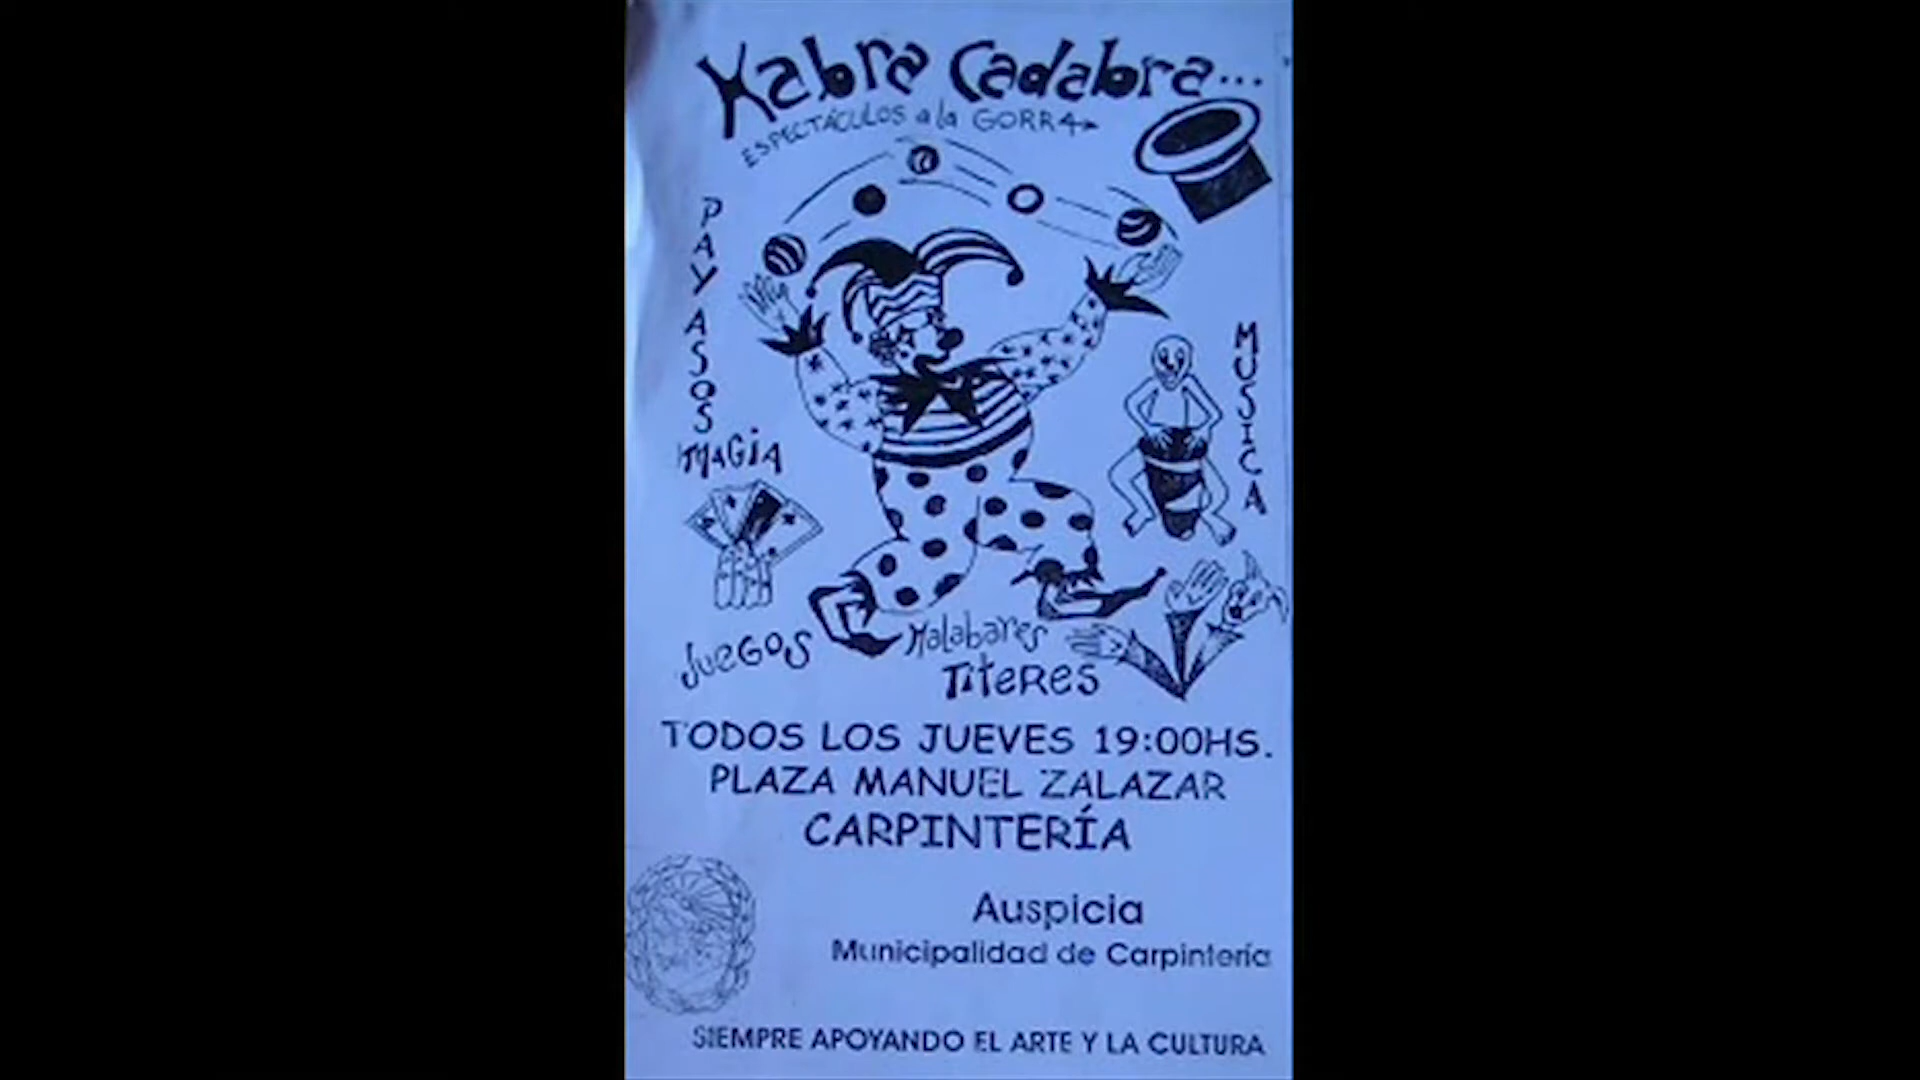 Kabra Cadabra...
ESPECTÁCULOS a la GORRA
PAYASOS
MUSICA
MAGIA
JUEGOS
Malabares
TITERES
TODOS LOS JUEVES 19:00HS.
PLAZA MANUEL ZALAZAR
CARPINTERÍA
Auspicia
Municipalidad de Carpintería
SIEMPRE APOYANDO EL ARTE Y LA CULTURA